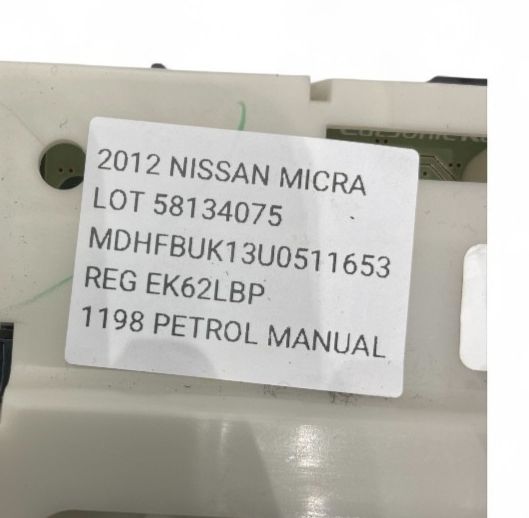 2012 NISSAN MICRA
LOT 58134075
MDHFBUK13U0511653
REG EK62LBP
1198 PETROL MANUAL